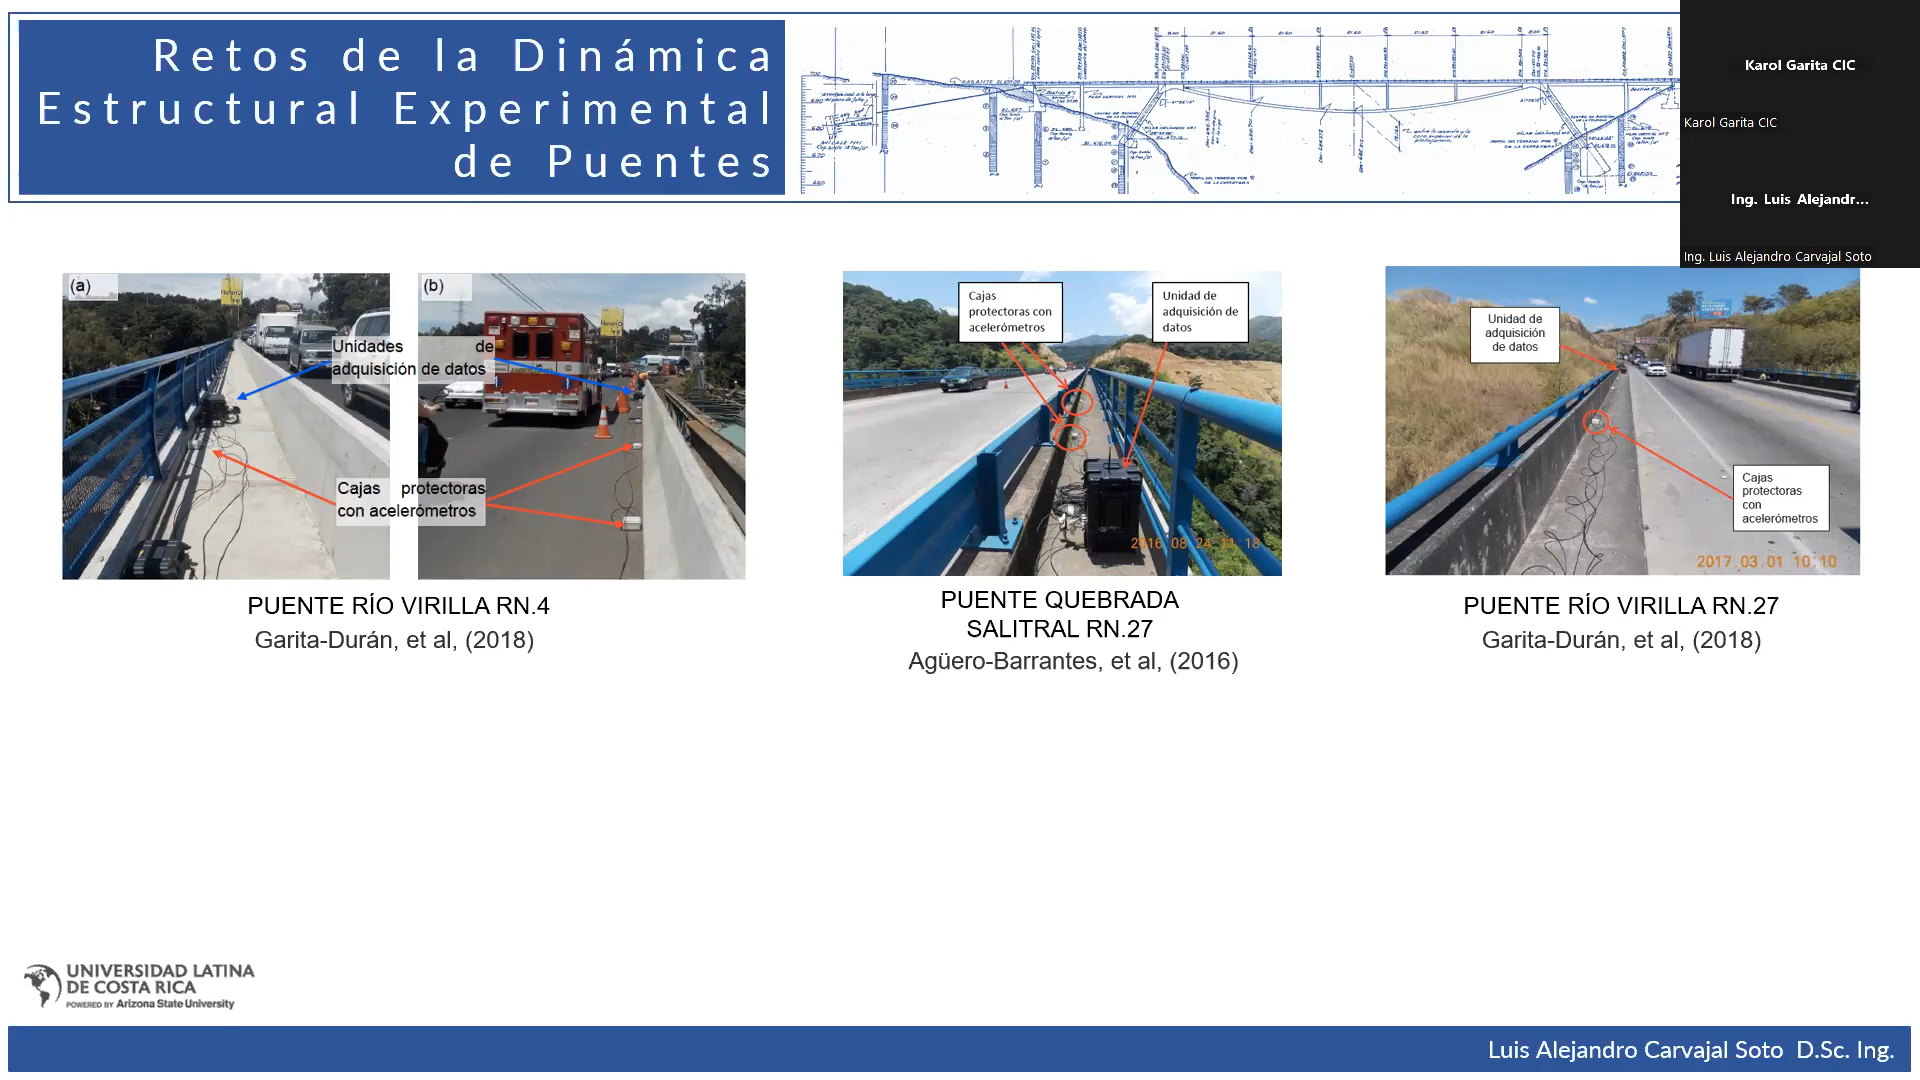 Retos de la Dinámica
Estructural Experimental
de Puentes
Karol Garita CIC
Karol Garita CIC
Ing. Luis Alejandr...
Ing. Luis Alejandro Carvajal Soto
(a)
(b)
Unidades de
adquisición de datos
Cajas protectoras
con acelerómetros
PUENTE RÍO VIRILLA RN.4
Garita-Durán, et al, (2018)
Cajas
protectoras con
acelerómetros
Unidad de
adquisición de
datos
2016 08 24 11 18
PUENTE QUEBRADA
SALITRAL RN.27
Agüero-Barrantes, et al, (2016)
Unidad de
adquisición
de datos
Cajas
protectoras
con
acelerómetros
2017 03 01 10 10
PUENTE RÍO VIRILLA RN.27
Garita-Durán, et al, (2018)
UNIVERSIDAD LATINA
DE COSTA RICA
POWERED BY Arizona State University
Luis Alejandro Carvajal Soto D.Sc. Ing.